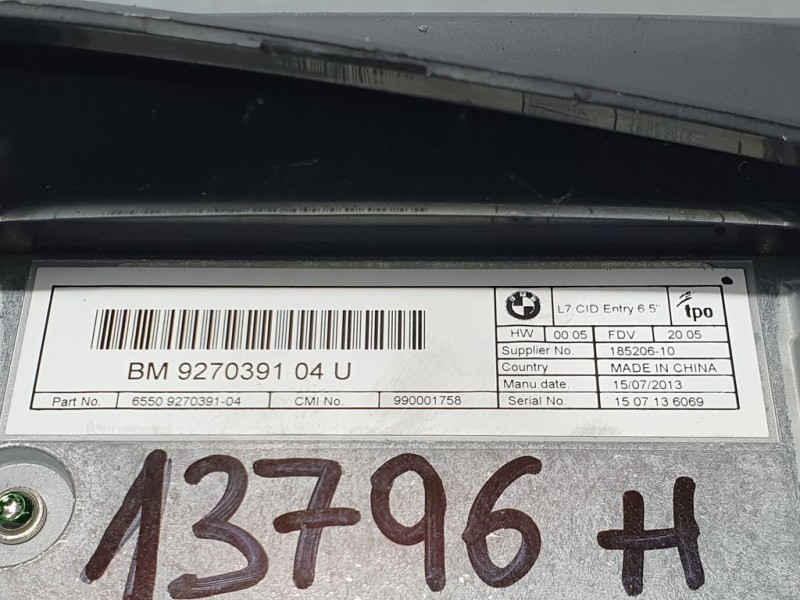 BMW
L7 CID Entry 6 5"
tpo
HW 00 05 FDV 20 05
Supplier No. 185206-10
Country MADE IN CHINA
Manu.date. 15/07/2013
Serial No. 15 07 13 6069
BM 9270391 04 U
Part No. 6550 9270391-04 CMI No. 990001758
13796 H